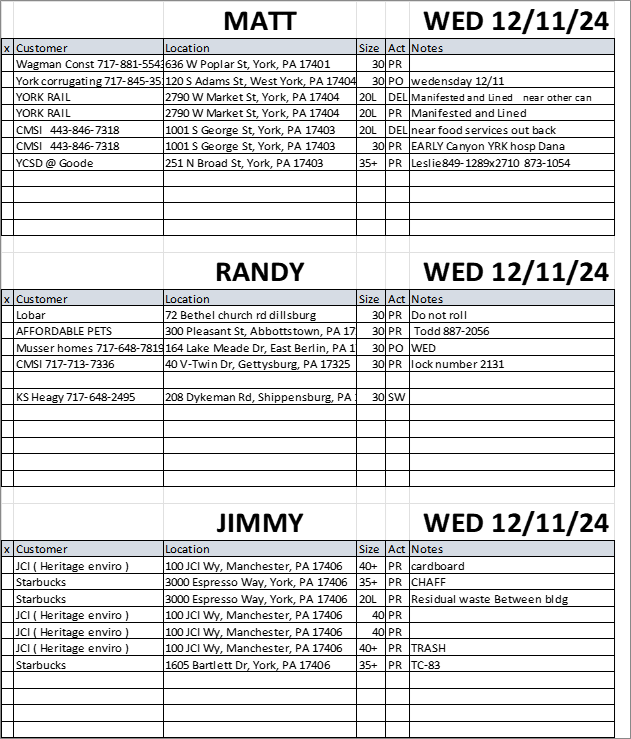 MATT WED 12/11/24
x Customer Location Size Act Notes
Wagman Const 717-881-5543 636 W Poplar St, York, PA 17401 30 PR
York corrugating 717-845-35 120 S Adams St, West York, PA 17404 30 PO wedensday 12/11
YORK RAIL 2790 W Market St, York, PA 17404 20L DEL Manifested and Lined near other can
YORK RAIL 2790 W Market St, York, PA 17404 20L PR Manifested and Lined
CMSI 443-846-7318 1001 S George St, York, PA 17403 20L DEL near food services out back
CMSI 443-846-7318 1001 S George St, York, PA 17403 30 PR EARLY Canyon YRK hosp Dana
YCSD @ Goode 251 N Broad St, York, PA 17403 35+ PR Leslie849-1289x2710 873-1054
RANDY WED 12/11/24
x Customer Location Size Act Notes
Lobar 72 Bethel church rd dillsburg 30 PR Do not roll
AFFORDABLE PETS 300 Pleasant St, Abbottstown, PA 17 30 PR Todd 887-2056
Musser homes 717-648-7819 164 Lake Meade Dr, East Berlin, PA 1 30 PO WED
CMSI 717-713-7336 40 V-Twin Dr, Gettysburg, PA 17325 30 PR lock number 2131
KS Heagy 717-648-2495 208 Dykeman Rd, Shippensburg, PA 30 SW
JIMMY WED 12/11/24
x Customer Location Size Act Notes
JCI ( Heritage enviro ) 100 JCI Wy, Manchester, PA 17406 40+ PR cardboard
Starbucks 3000 Espresso Way, York, PA 17406 35+ PR CHAFF
Starbucks 3000 Espresso Way, York, PA 17406 20L PR Residual waste Between bldg
JCI ( Heritage enviro ) 100 JCI Wy, Manchester, PA 17406 40 PR
JCI ( Heritage enviro ) 100 JCI Wy, Manchester, PA 17406 40 PR
JCI ( Heritage enviro ) 100 JCI Wy, Manchester, PA 17406 40+ PR TRASH
Starbucks 1605 Bartlett Dr, York, PA 17406 35+ PR TC-83